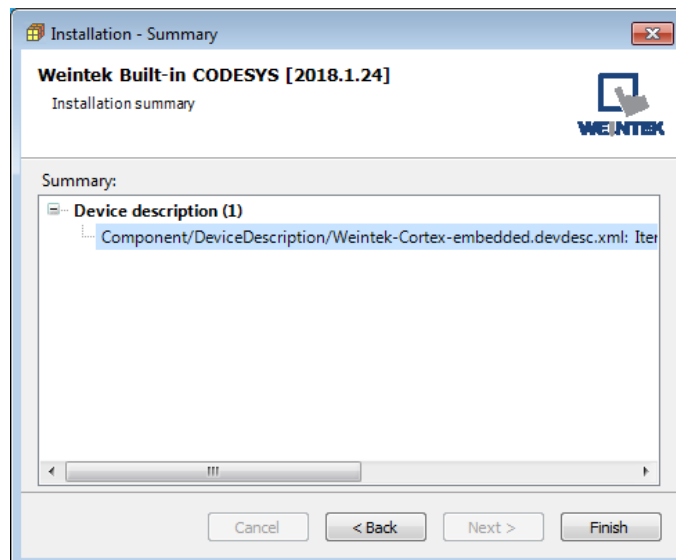 Installation - Summary
Weintek Built-in CODESYS [2018.1.24]
Installation summary
WEINTEK
Summary:
Device description (1)
Component/DeviceDescription/Weintek-Cortex-embedded.devdesc.xml: Iter
Cancel
< Back
Next >
Finish